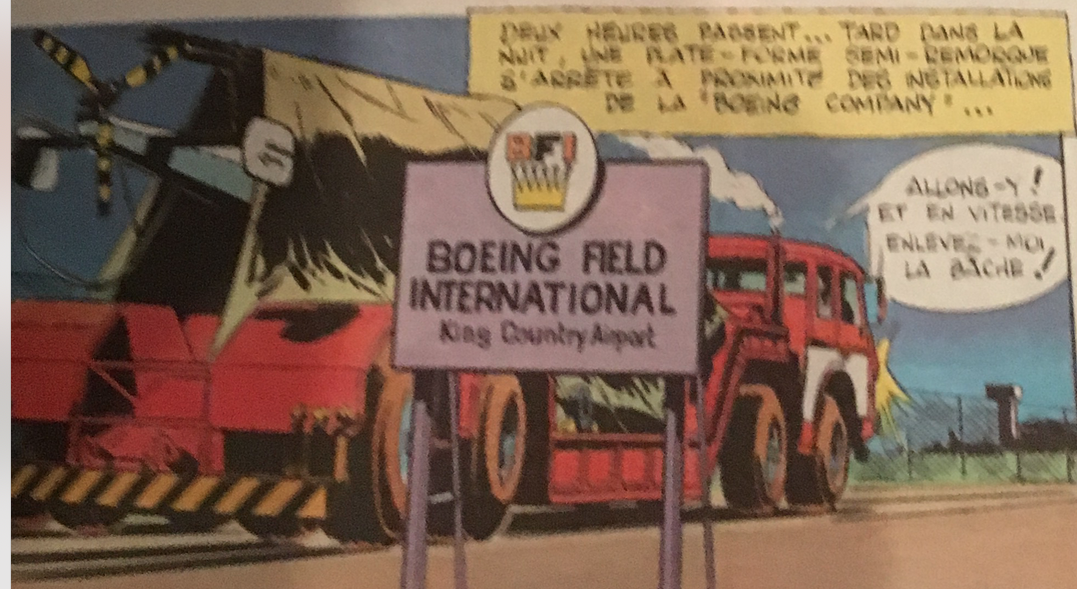 DEUX HEURES PASSENT... TARD DANS LA
NUIT, UNE PLATE-FORME SEMI-REMORQUE
S'ARRÊTE À PROXIMITÉ DES INSTALLATIONS
DE LA "BOEING COMPANY"...
ALLONS-Y !
ET EN VITESSE
ENLEVEZ-MOI
LA BÂCHE !
BFI
BOEING FIELD
INTERNATIONAL
King Country Airport